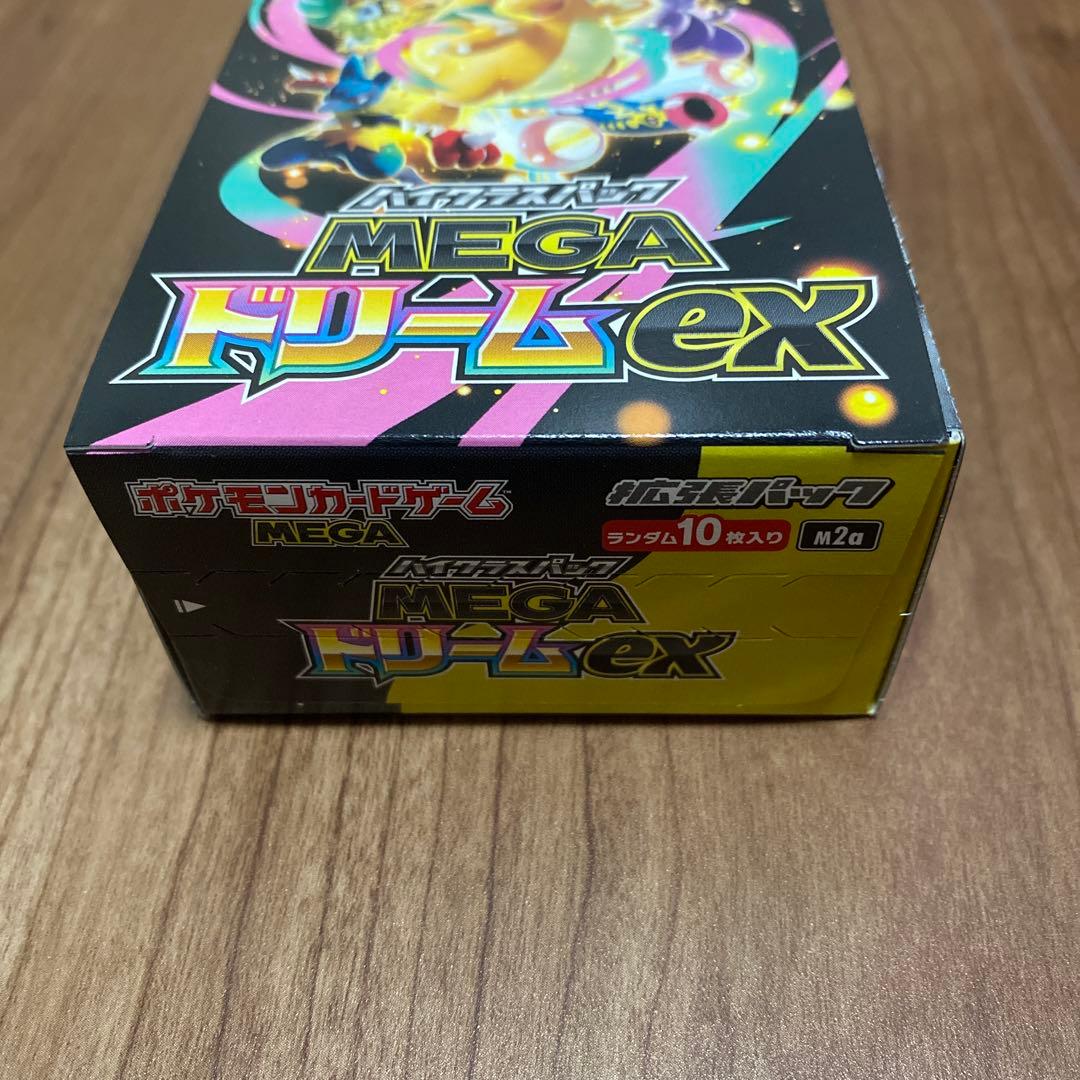 ハイクラスパック
MEGA
ドリームex
ポケモンカードゲーム
MEGA
拡張パック
ランダム10枚入り
M2a
ハイクラスパック
MEGA
ドリームex